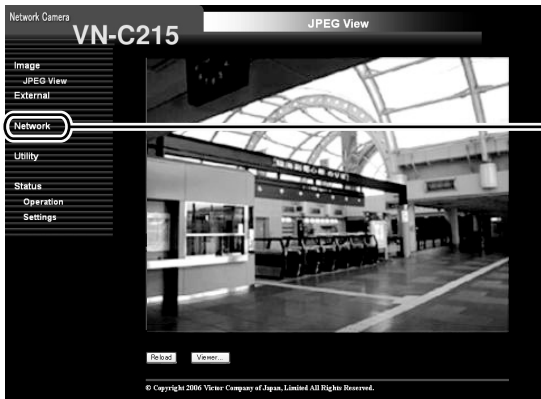 Network Camera
VN-C215
JPEG View
Image
JPEG View
External
Network
Utility
Status
Operation
Settings
Reload
Viewer...
© Copyright 2006 Victor Company of Japan, Limited All Rights Reserved.